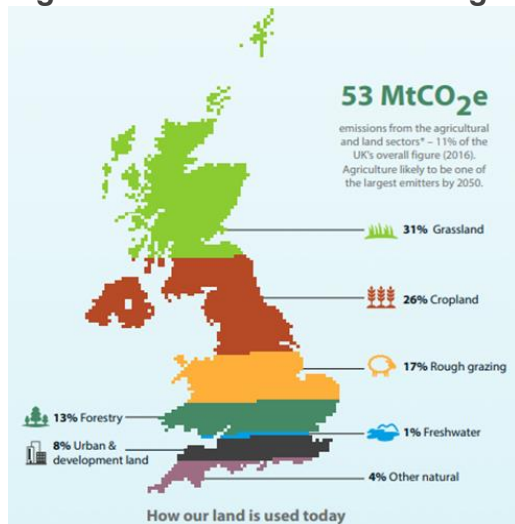 53 MtCO2e
emissions from the agricultural
and land sectors* – 11% of the
UK's overall figure (2016).
Agriculture likely to be one of
the largest emitters by 2050.
31% Grassland
26% Cropland
17% Rough grazing
13% Forestry
1% Freshwater
8% Urban &
development land
4% Other natural
How our land is used today